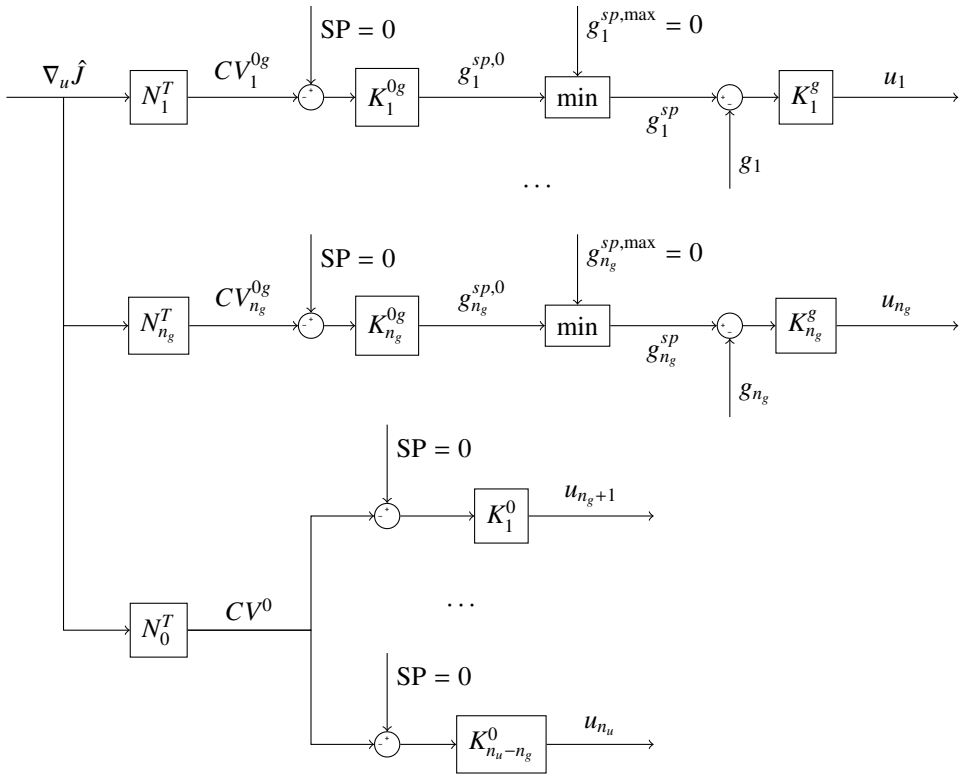 SP = 0
$g_1^{sp,\max} = 0$
$\nabla_u \hat{J}$
$N_1^T$
$CV_1^{0g}$
$K_1^{0g}$
$g_1^{sp,0}$
min
$g_1^{sp}$
$K_1^g$
$u_1$
$g_1$
...
SP = 0
$g_{n_g}^{sp,\max} = 0$
$N_{n_g}^T$
$CV_{n_g}^{0g}$
$K_{n_g}^{0g}$
$g_{n_g}^{sp,0}$
min
$g_{n_g}^{sp}$
$K_{n_g}^g$
$u_{n_g}$
$g_{n_g}$
SP = 0
$K_1^0$
$u_{n_g+1}$
...
$N_0^T$
$CV^0$
SP = 0
$K_{n_u-n_g}^0$
$u_{n_u}$